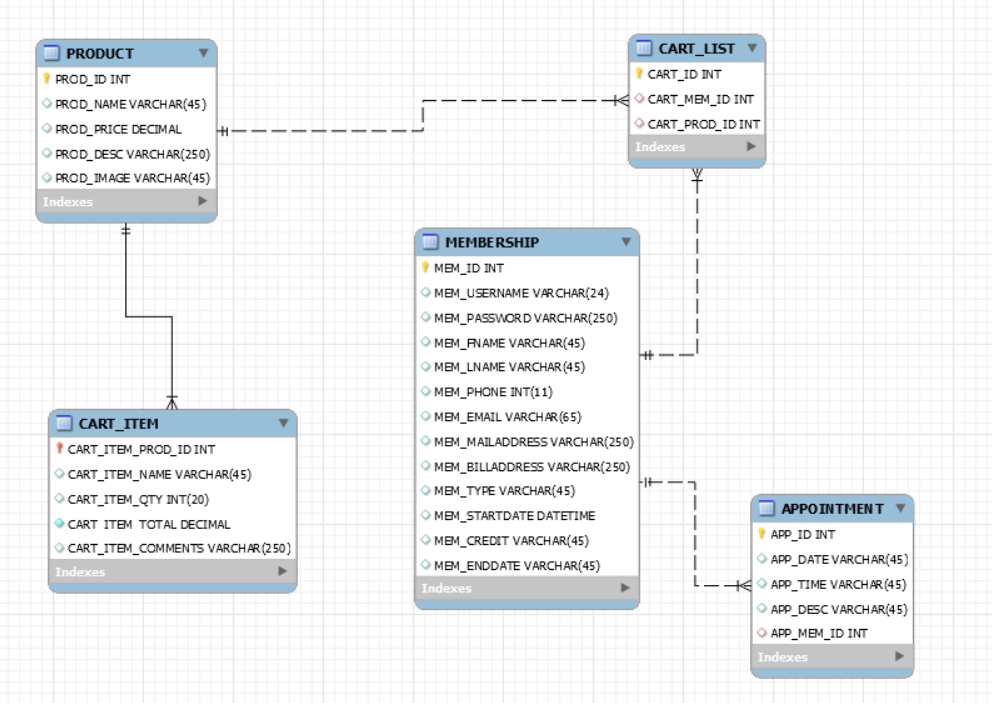 PRODUCT
PROD_ID INT
PROD_NAME VARCHAR(45)
PROD_PRICE DECIMAL
PROD_DESC VARCHAR(250)
PROD_IMAGE VARCHAR(45)
Indexes
CART_LIST
CART_ID INT
CART_MEM_ID INT
CART_PROD_ID INT
Indexes
MEMBERSHIP
MEM_ID INT
MEM_USERNAME VARCHAR(24)
MEM_PASSWORD VARCHAR(250)
MEM_FNAME VARCHAR(45)
MEM_LNAME VARCHAR(45)
MEM_PHONE INT(11)
MEM_EMAIL VARCHAR(65)
MEM_MAILADDRESS VARCHAR(250)
MEM_BILLADDRESS VARCHAR(250)
MEM_TYPE VARCHAR(45)
MEM_STARTDATE DATETIME
MEM_CREDIT VARCHAR(45)
MEM_ENDDATE VARCHAR(45)
Indexes
CART_ITEM
CART_ITEM_PROD_ID INT
CART_ITEM_NAME VARCHAR(45)
CART_ITEM_QTY INT(20)
CART_ITEM_TOTAL DECIMAL
CART_ITEM_COMMENTS VARCHAR(250)
Indexes
APPOINTMENT
APP_ID INT
APP_DATE VARCHAR(45)
APP_TIME VARCHAR(45)
APP_DESC VARCHAR(45)
APP_MEM_ID INT
Indexes